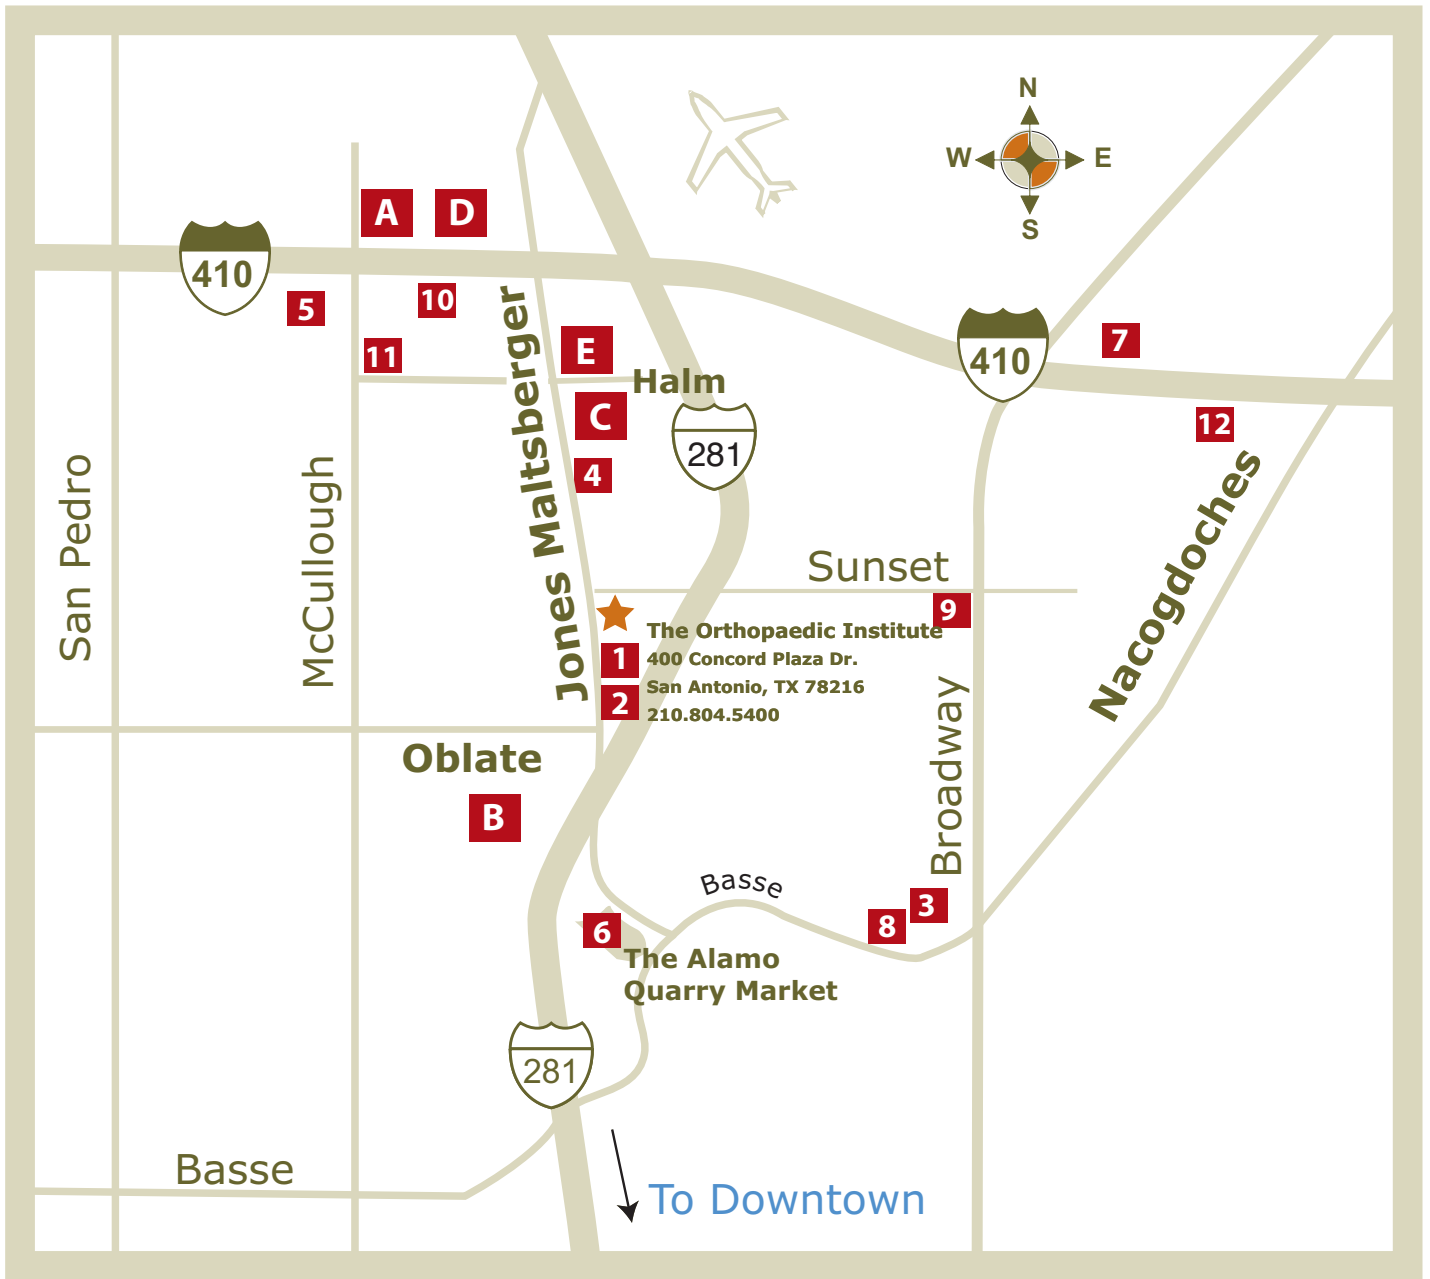 N
W
E
S
A
D
410
5
10
11
E
Halm
C
4
281
410
7
12
San Pedro
McCullough
Jones Maltsberger
Sunset
9
The Orthopaedic Institute
1
400 Concord Plaza Dr.
San Antonio, TX 78216
2
210.804.5400
Broadway
Nacogdoches
Oblate
B
Basse
3
8
6
The Alamo
Quarry Market
281
Basse
To Downtown